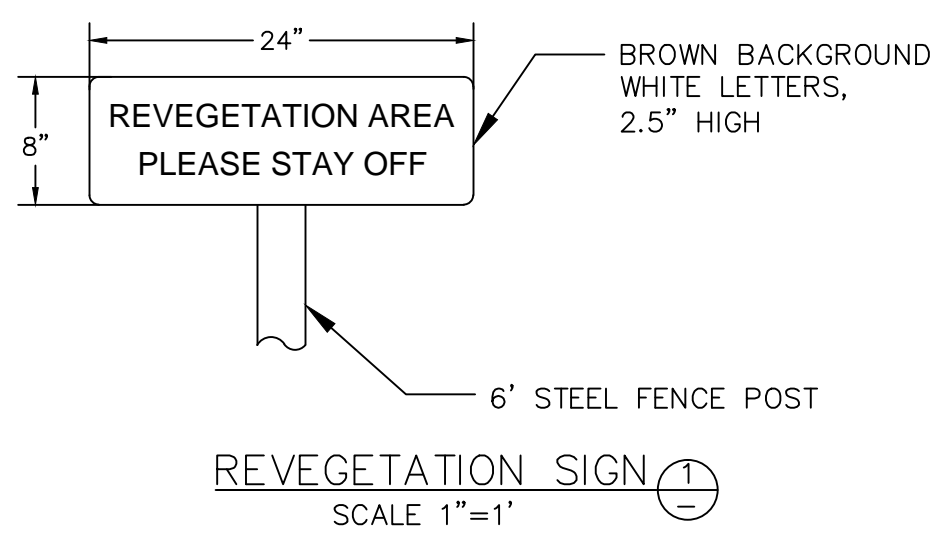 24”
8”
REVEGETATION AREA
PLEASE STAY OFF
BROWN BACKGROUND
WHITE LETTERS,
2.5” HIGH
6’ STEEL FENCE POST
REVEGETATION SIGN
1
–
SCALE 1”=1’